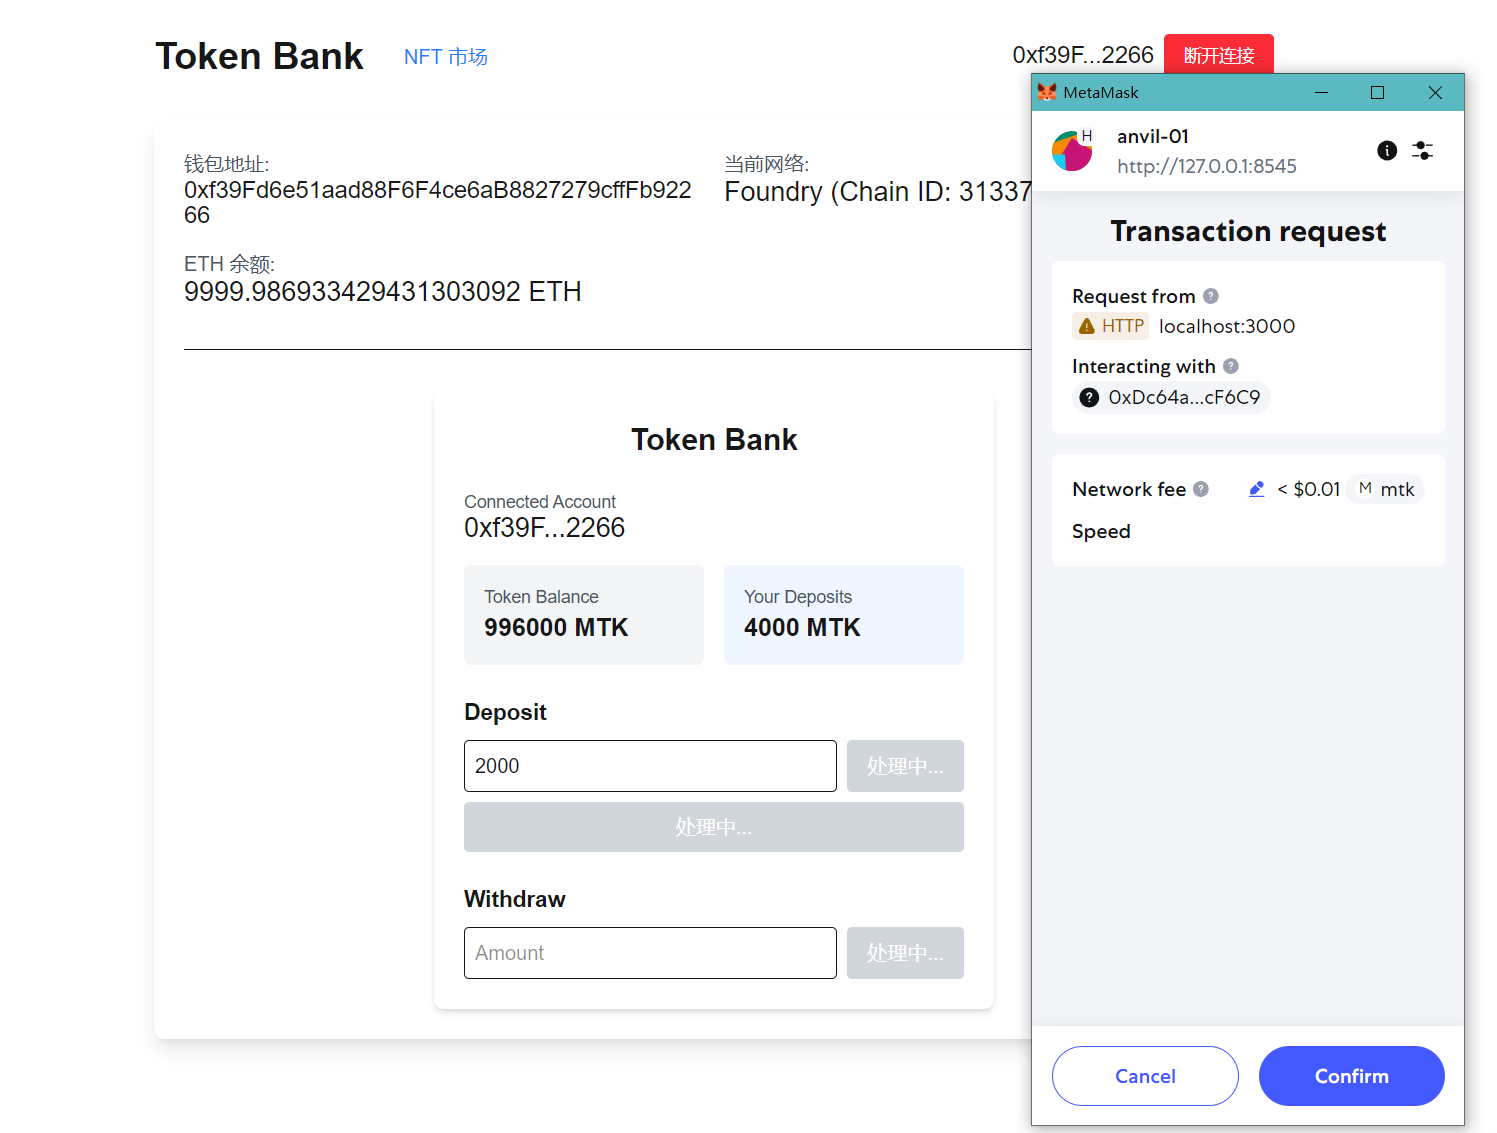 Token Bank
NFT 市场
0xf39F...2266
断开连接
钱包地址:
0xf39Fd6e51aad88F6F4ce6aB8827279cffFb922
66
当前网络:
Foundry (Chain ID: 31337
ETH 余额:
9999.986933429431303092 ETH
Token Bank
Connected Account
0xf39F...2266
Token Balance
996000 MTK
Your Deposits
4000 MTK
Deposit
2000
处理中...
处理中...
Withdraw
Amount
处理中...
MetaMask
H
anvil-01
http://127.0.0.1:8545
Transaction request
Request from
HTTP localhost:3000
Interacting with
0xDc64a...cF6C9
Network fee
< $0.01
M mtk
Speed
Cancel
Confirm